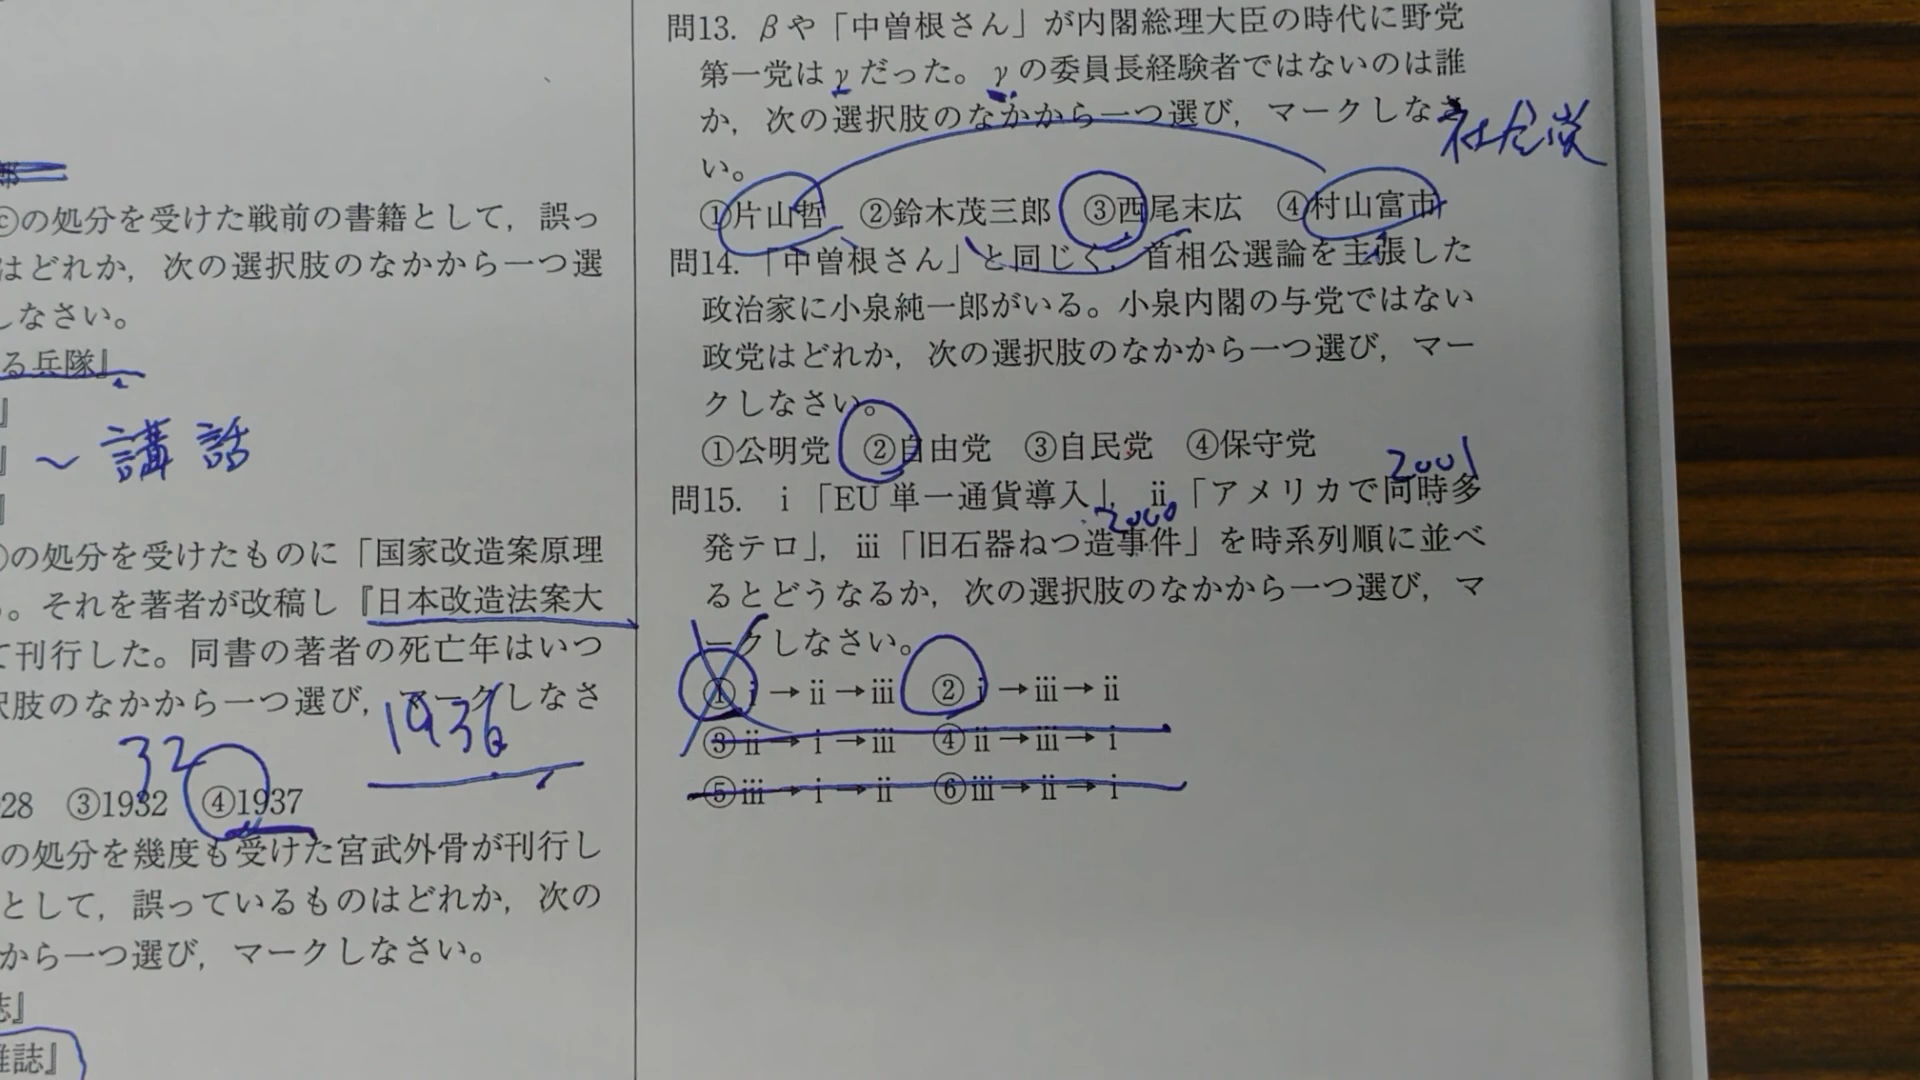 ©の処分を受けた戦前の書籍として，誤っ
はどれか，次の選択肢のなかから一つ選
しなさい。
る兵隊』
』
』～講話
』
の処分を受けたものに「国家改造案原理
。それを著者が改稿し『日本改造法案大
て刊行した。同書の著者の死亡年はいつ
択肢のなかから一つ選び，マークしなさ
1936
32
28 ③1932 ④1937
の処分を幾度も受けた宮武外骨が刊行し
として，誤っているものはどれか，次の
から一つ選び，マークしなさい。
誌』
雑誌』
問13. βや「中曽根さん」が内閣総理大臣の時代に野党
第一党はγだった。γの委員長経験者ではないのは誰
か，次の選択肢のなかから一つ選び，マークしなさ
社会党
い。
①片山哲 ②鈴木茂三郎 ③西尾末広 ④村山富市
問14. 「中曽根さん」と同じく，首相公選論を主張した
政治家に小泉純一郎がいる。小泉内閣の与党ではない
政党はどれか，次の選択肢のなかから一つ選び，マー
クしなさい。
①公明党 ②自由党 ③自民党 ④保守党
2001
問15. ⅰ「EU単一通貨導入」，ⅱ「アメリカで同時多
2000
発テロ」，ⅲ「旧石器ねつ造事件」を時系列順に並べ
るとどうなるか，次の選択肢のなかから一つ選び，マ
ークしなさい。
①ⅰ→ⅱ→ⅲ ②ⅰ→ⅲ→ⅱ
③ⅱ→ⅰ→ⅲ ④ⅱ→ⅲ→ⅰ
⑤ⅲ→ⅰ→ⅱ ⑥ⅲ→ⅱ→ⅰ